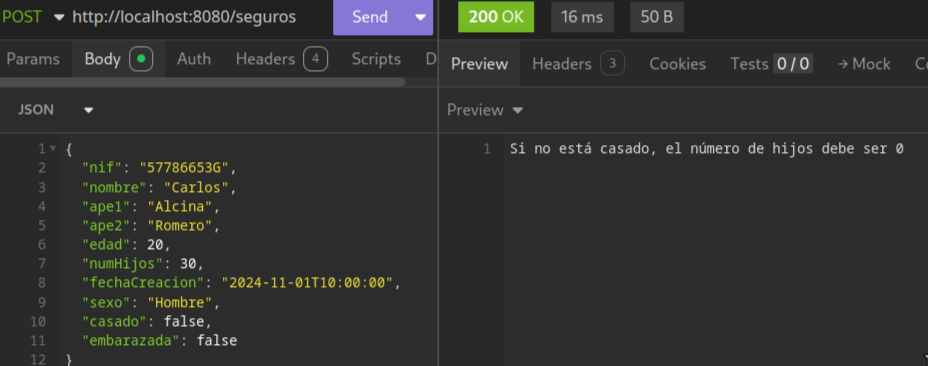 POST http://localhost:8080/seguros Send
200 OK 16 ms 50 B
Params Body Auth Headers 4 Scripts D
Preview Headers 3 Cookies Tests 0 / 0 → Mock Co
JSON
Preview
1 {
2 "nif": "57786653G",
3 "nombre": "Carlos",
4 "ape1": "Alcina",
5 "ape2": "Romero",
6 "edad": 20,
7 "numHijos": 30,
8 "fechaCreacion": "2024-11-01T10:00:00",
9 "sexo": "Hombre",
10 "casado": false,
11 "embarazada": false
12 }
1 Si no está casado, el número de hijos debe ser 0